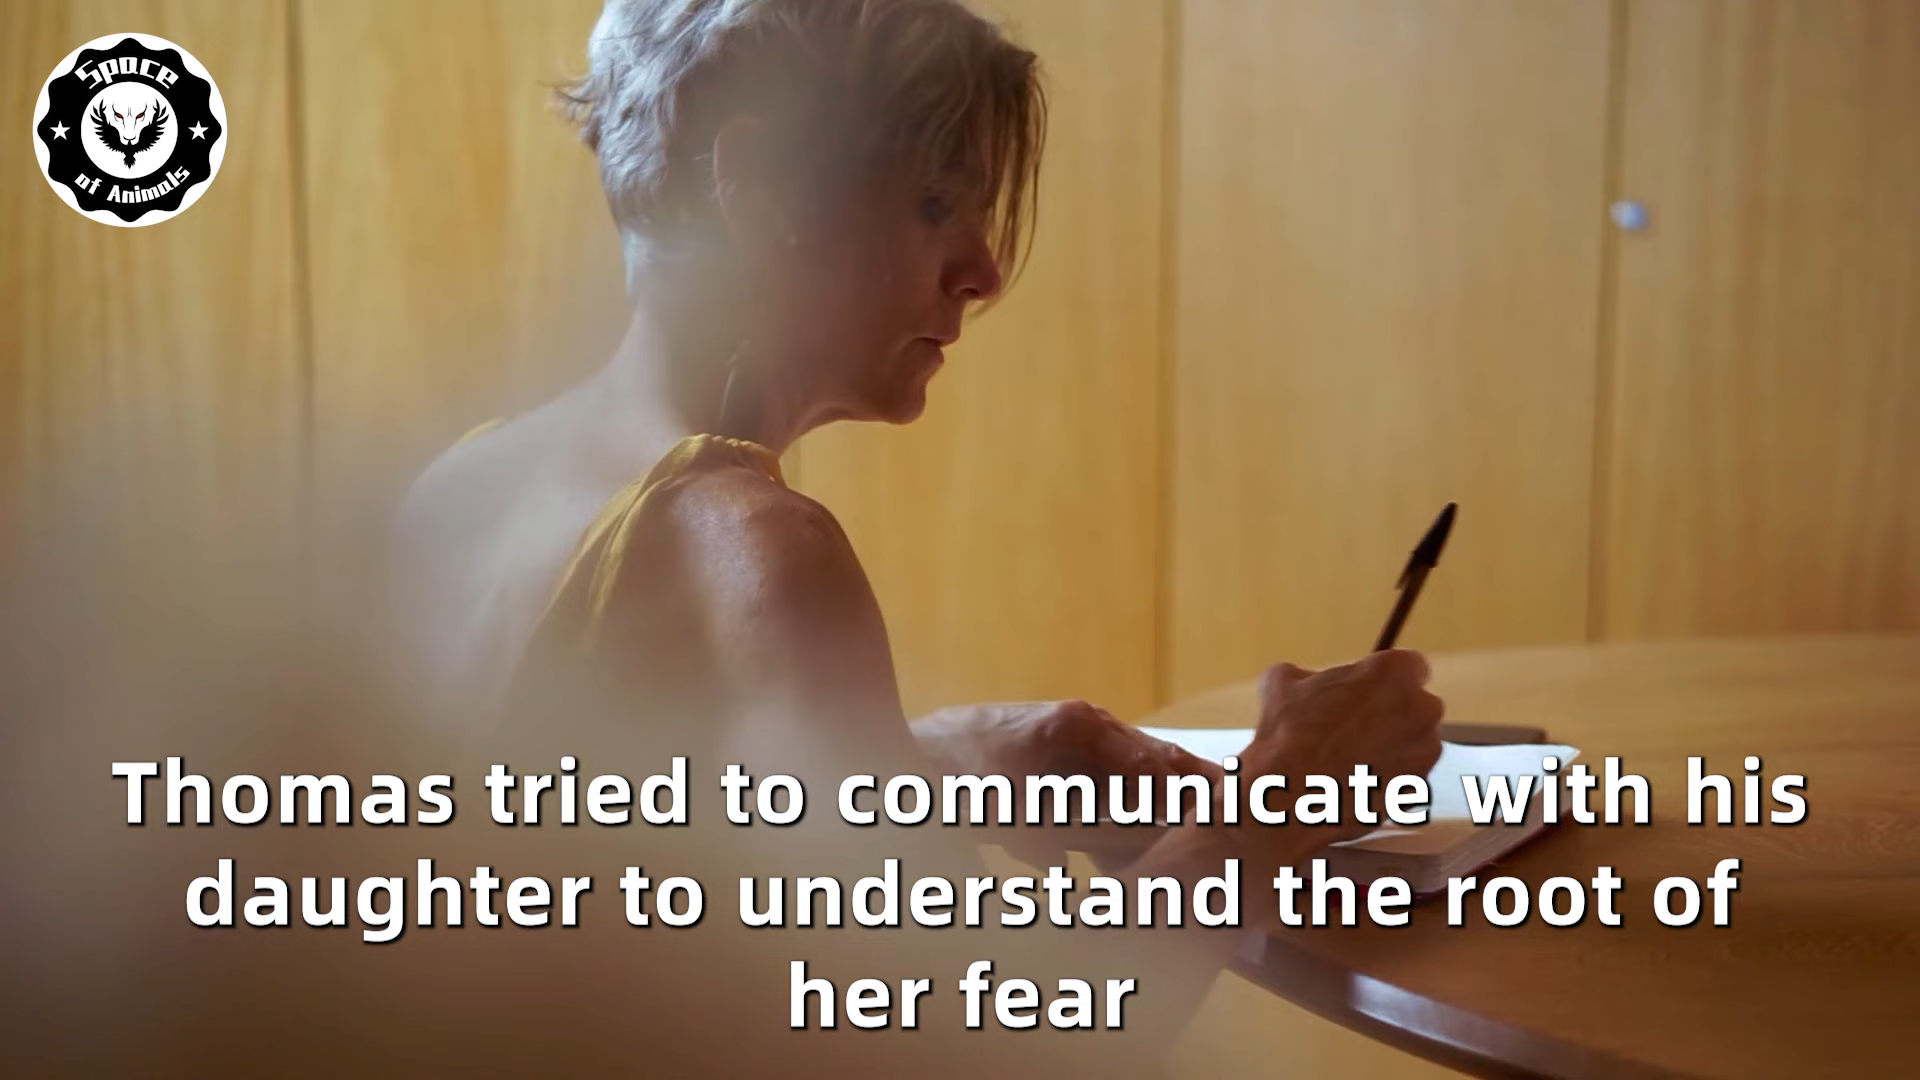 Space
of Animals
Thomas tried to communicate with his
daughter to understand the root of
her fear